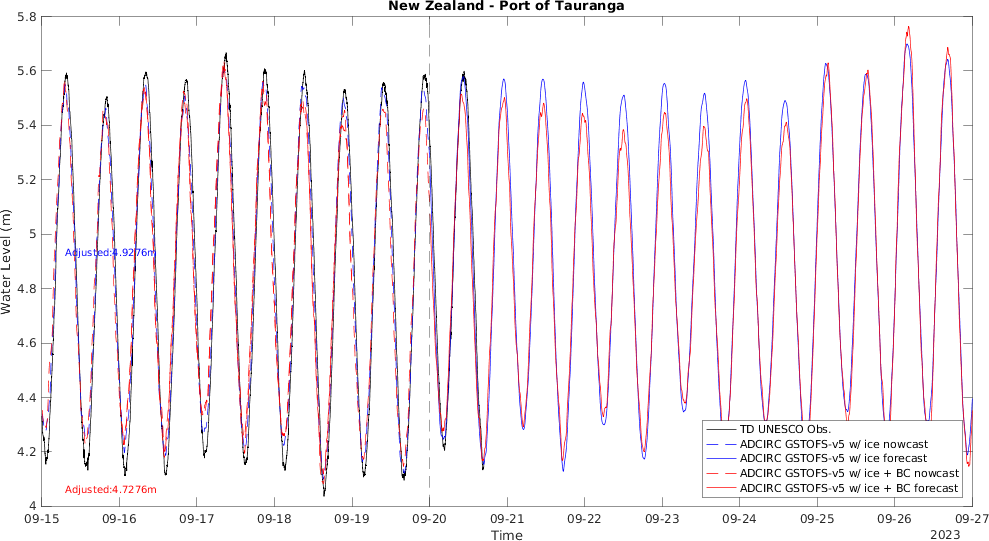 New Zealand - Port of Tauranga
5.8
5.6
5.4
5.2
5
4.8
4.6
4.4
4.2
4
Water Level (m)
Adjusted:4.9276m
Adjusted:4.7276m
TD UNESCO Obs.
ADCIRC GSTOFS-v5 w/ ice nowcast
ADCIRC GSTOFS-v5 w/ ice forecast
ADCIRC GSTOFS-v5 w/ ice + BC nowcast
ADCIRC GSTOFS-v5 w/ ice + BC forecast
09-15 09-16 09-17 09-18 09-19 09-20 09-21 09-22 09-23 09-24 09-25 09-26 09-27
Time
2023